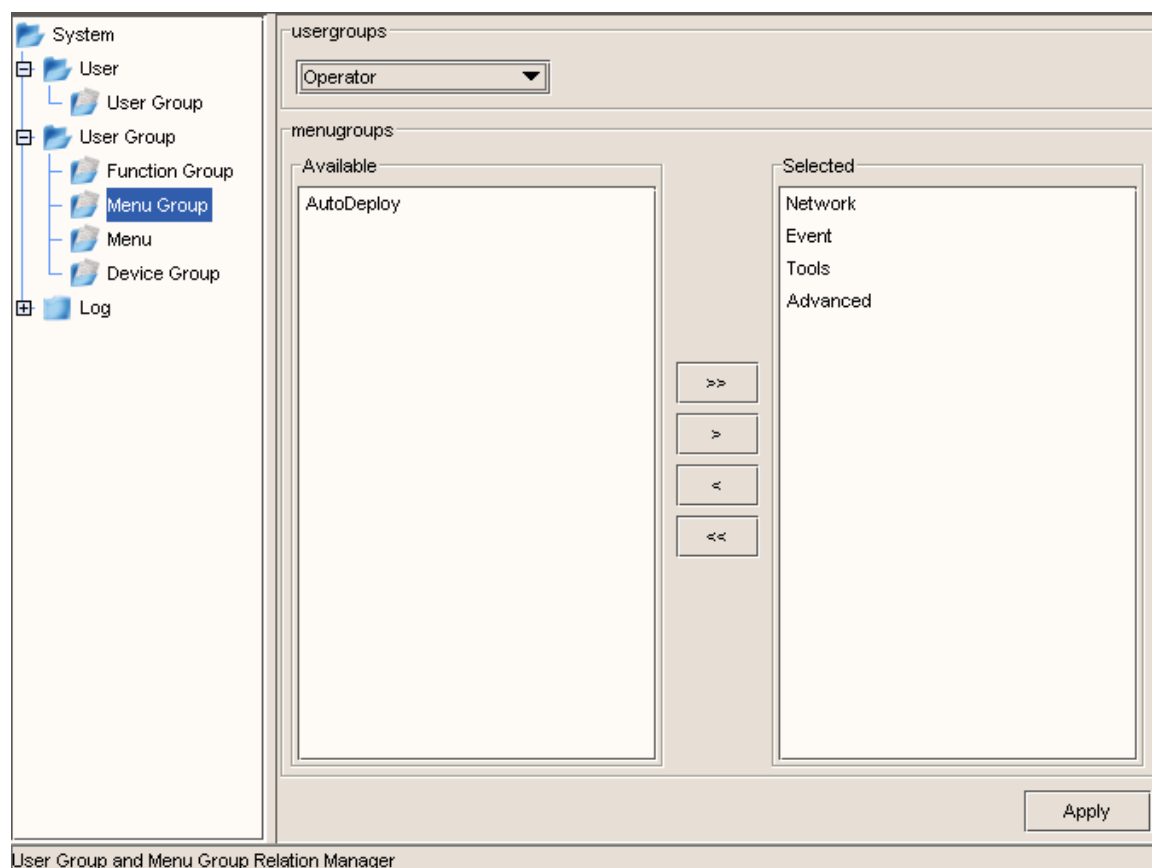 System
User
User Group
User Group
Function Group
Menu Group
Menu
Device Group
Log
usergroups
Operator
menugroups
Available
AutoDeploy
>>
>
<
<<
Selected
Network
Event
Tools
Advanced
Apply
User Group and Menu Group Relation Manager